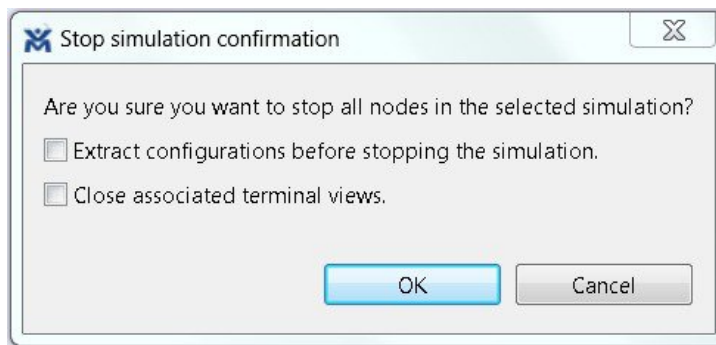 Stop simulation confirmation
Are you sure you want to stop all nodes in the selected simulation?
Extract configurations before stopping the simulation.
Close associated terminal views.
OK Cancel